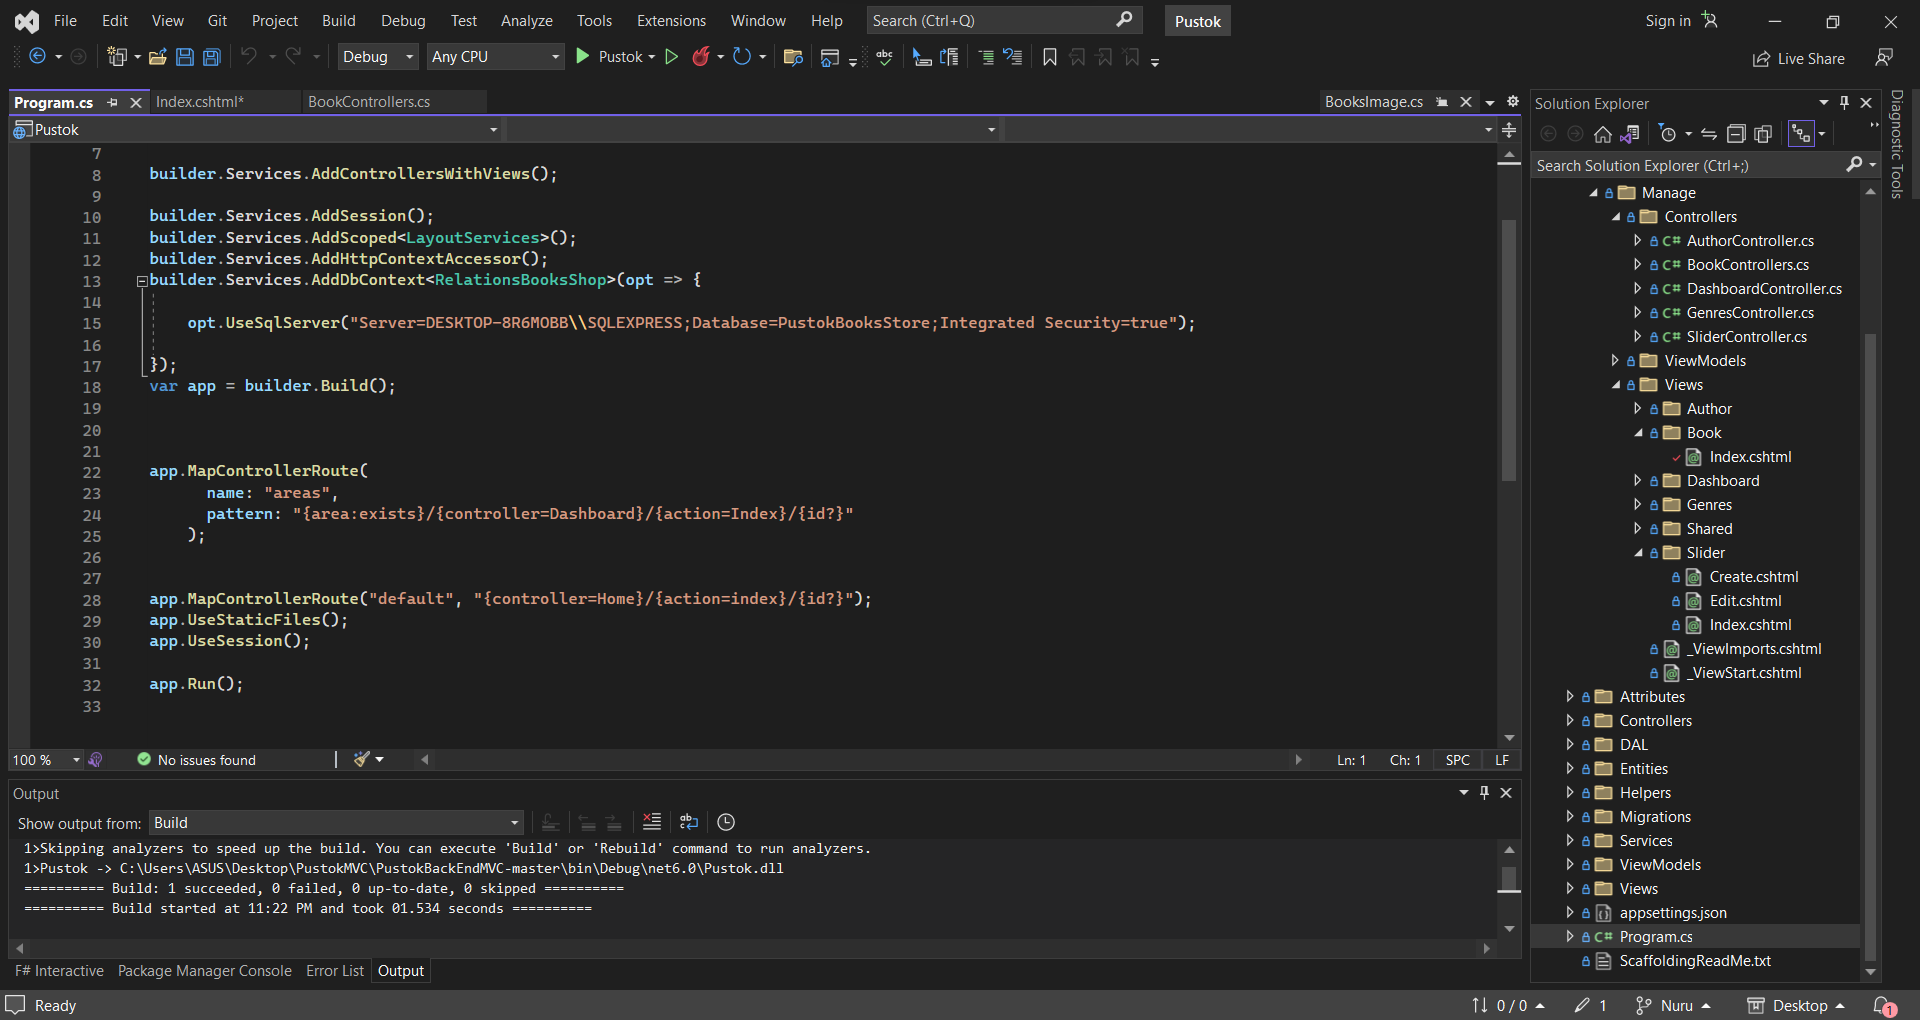 File Edit View Git Project Build Debug Test Analyze Tools Extensions Window Help Search (Ctrl+Q) Pustok Sign in
Debug Any CPU Pustok Live Share
Program.cs Index.cshtml* BookControllers.cs BooksImage.cs
Pustok
7
8 builder.Services.AddControllersWithViews();
9
10 builder.Services.AddSession();
11 builder.Services.AddScoped<LayoutServices>();
12 builder.Services.AddHttpContextAccessor();
13 builder.Services.AddDbContext<RelationsBooksShop>(opt => {
14
15 opt.UseSqlServer("Server=DESKTOP-8R6MOBB\\SQLEXPRESS;Database=PustokBooksStore;Integrated Security=true");
16
17 });
18 var app = builder.Build();
19
20
21
22 app.MapControllerRoute(
23 name: "areas",
24 pattern: "{area:exists}/{controller=Dashboard}/{action=Index}/{id?}"
25 );
26
27
28 app.MapControllerRoute("default", "{controller=Home}/{action=index}/{id?}");
29 app.UseStaticFiles();
30 app.UseSession();
31
32 app.Run();
33
100 % No issues found Ln: 1 Ch: 1 SPC LF
Output
Show output from: Build
1>Skipping analyzers to speed up the build. You can execute 'Build' or 'Rebuild' command to run analyzers.
1>Pustok -> C:\Users\ASUS\Desktop\PustokMVC\PustokBackEndMVC-master\bin\Debug\net6.0\Pustok.dll
========== Build: 1 succeeded, 0 failed, 0 up-to-date, 0 skipped ==========
========== Build started at 11:22 PM and took 01.534 seconds ==========
F# Interactive Package Manager Console Error List Output
Solution Explorer
Search Solution Explorer (Ctrl+;)
Manage
Controllers
C# AuthorController.cs
C# BookControllers.cs
C# DashboardController.cs
C# GenresController.cs
C# SliderController.cs
ViewModels
Views
Author
Book
Index.cshtml
Dashboard
Genres
Shared
Slider
Create.cshtml
Edit.cshtml
Index.cshtml
_ViewImports.cshtml
_ViewStart.cshtml
Attributes
Controllers
DAL
Entities
Helpers
Migrations
Services
ViewModels
Views
appsettings.json
C# Program.cs
ScaffoldingReadMe.txt
Diagnostic Tools
Ready 0 / 0 1 Nuru Desktop 1